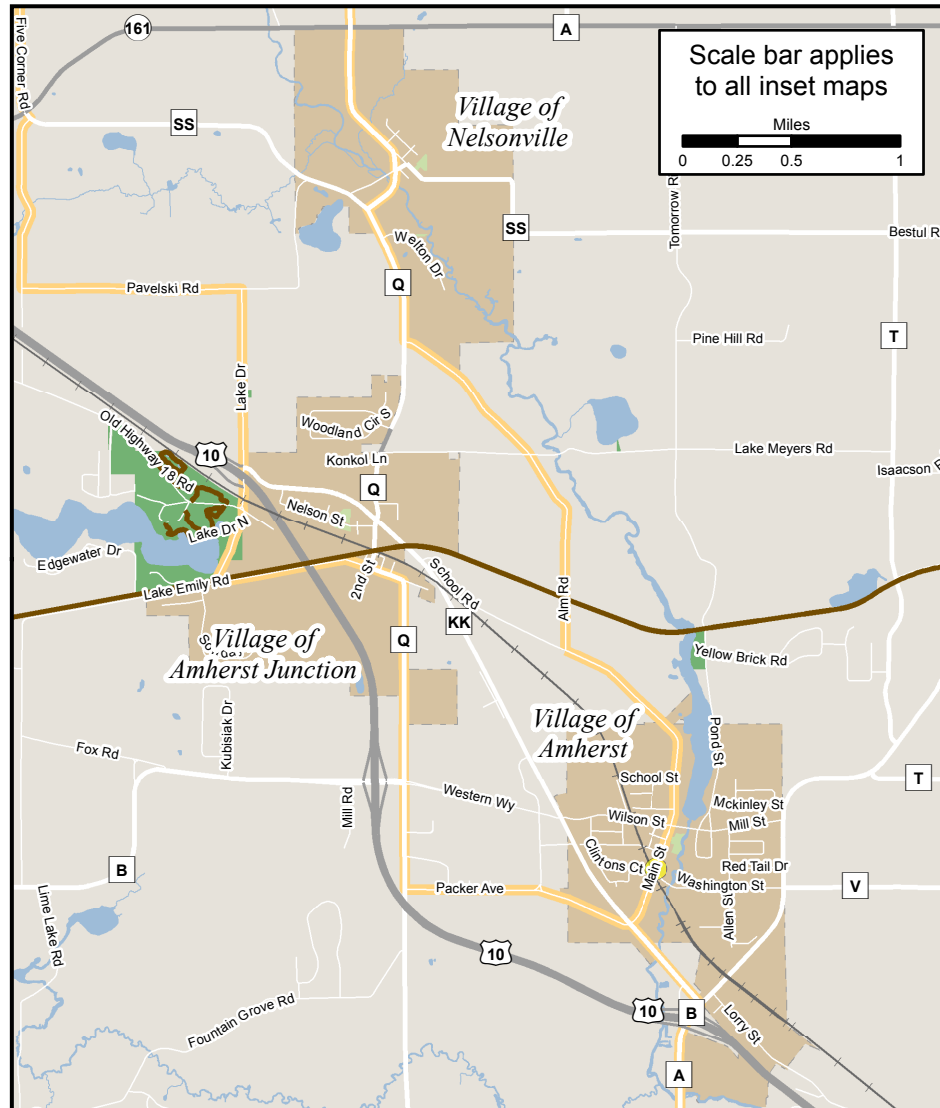 161
A
Five Corner Rd
Scale bar applies
to all inset maps
Miles
0 0.25 0.5 1
Village of
Nelsonville
SS
Tomorrow R
SS
Bestul R
Welton Dr
Q
Pavelski Rd
Pine Hill Rd
T
Lake Dr
Woodland Cir S
Old Highway 18 Rd
10
Konkol Ln
Lake Meyers Rd
Isaacson
Q
Nelson St
Lake Dr N
Edgewater Dr
Lake Emily Rd
2nd St
School Rd
Alm Rd
KK
Q
Village of
Amherst Junction
Yellow Brick Rd
Kubisiak Dr
Village of
Amherst
Pond St
Fox Rd
School St
T
Mill Rd
Western Wy
Mckinley St
Wilson St
Mill St
Clintons Ct
Main St
Red Tail Dr
B
Packer Ave
Washington St
V
Lime Lake Rd
Allen St
10
Fountain Grove Rd
10
B
Lorry St
A